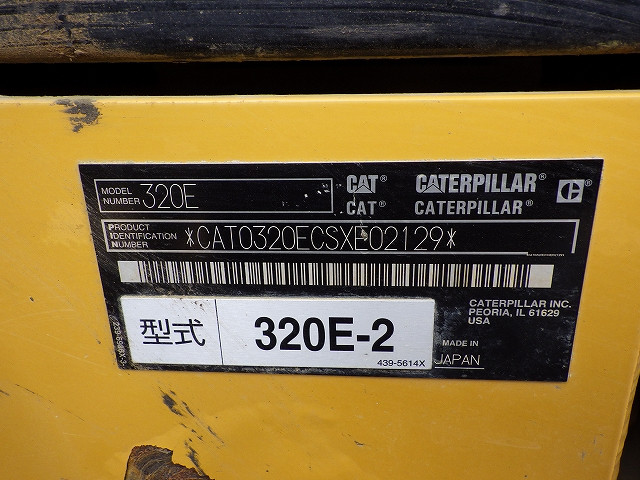 MODEL NUMBER 320E
CAT® CATERPILLAR®
CAT® CATERPILLAR®
PRODUCT IDENTIFICATION NUMBER *CAT0320ECSXE02129*
型式 320E-2
439-5614X
CATERPILLAR INC.
PEORIA, IL 61629
USA
MADE IN
JAPAN